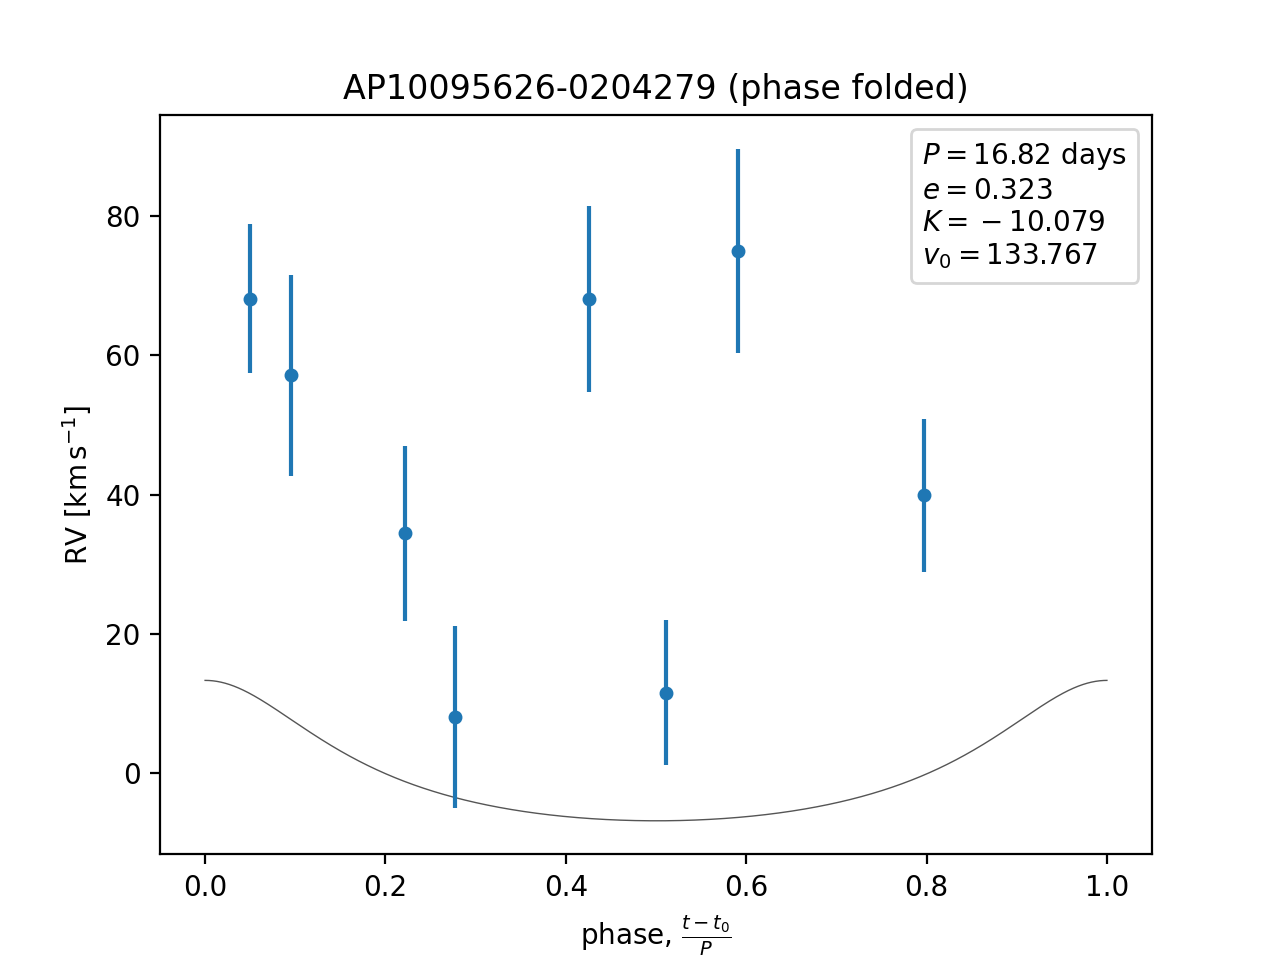 AP10095626-0204279 (phase folded)
P = 16.82 days
e = 0.323
K = − 10.079
v₀ = 133.767
80
60
40
20
0
RV [km s⁻¹]
0.0 0.2 0.4 0.6 0.8 1.0
phase, (t − t₀)/P